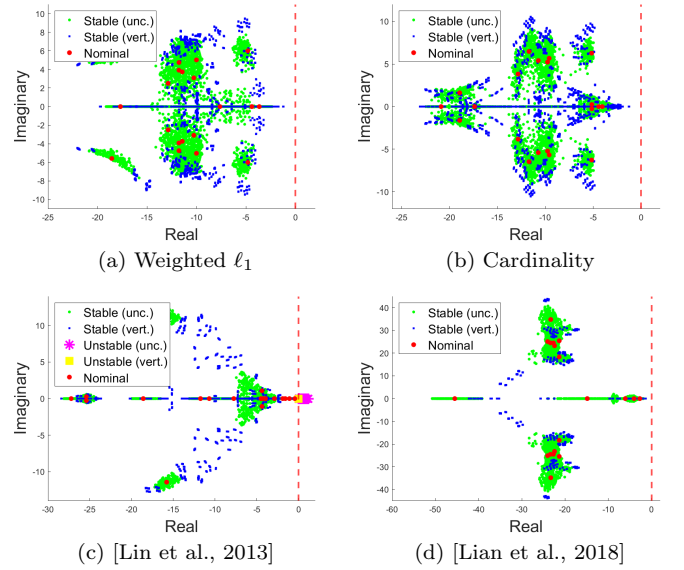 Stable (unc.)
Stable (vert.)
Nominal
Imaginary
10
8
6
4
2
0
-2
-4
-6
-8
-10
-25
-20
-15
-10
-5
0
Real
(a) Weighted ℓ1
Stable (unc.)
Stable (vert.)
Nominal
Imaginary
10
5
0
-5
-10
-25
-20
-15
-10
-5
0
Real
(b) Cardinality
Stable (unc.)
Stable (vert.)
Unstable (unc.)
Unstable (vert.)
Nominal
Imaginary
10
5
0
-5
-10
-30
-25
-20
-15
-10
-5
0
Real
(c) [Lin et al., 2013]
Stable (unc.)
Stable (vert.)
Nominal
Imaginary
40
30
20
10
0
-10
-20
-30
-40
-60
-50
-40
-30
-20
-10
0
Real
(d) [Lian et al., 2018]